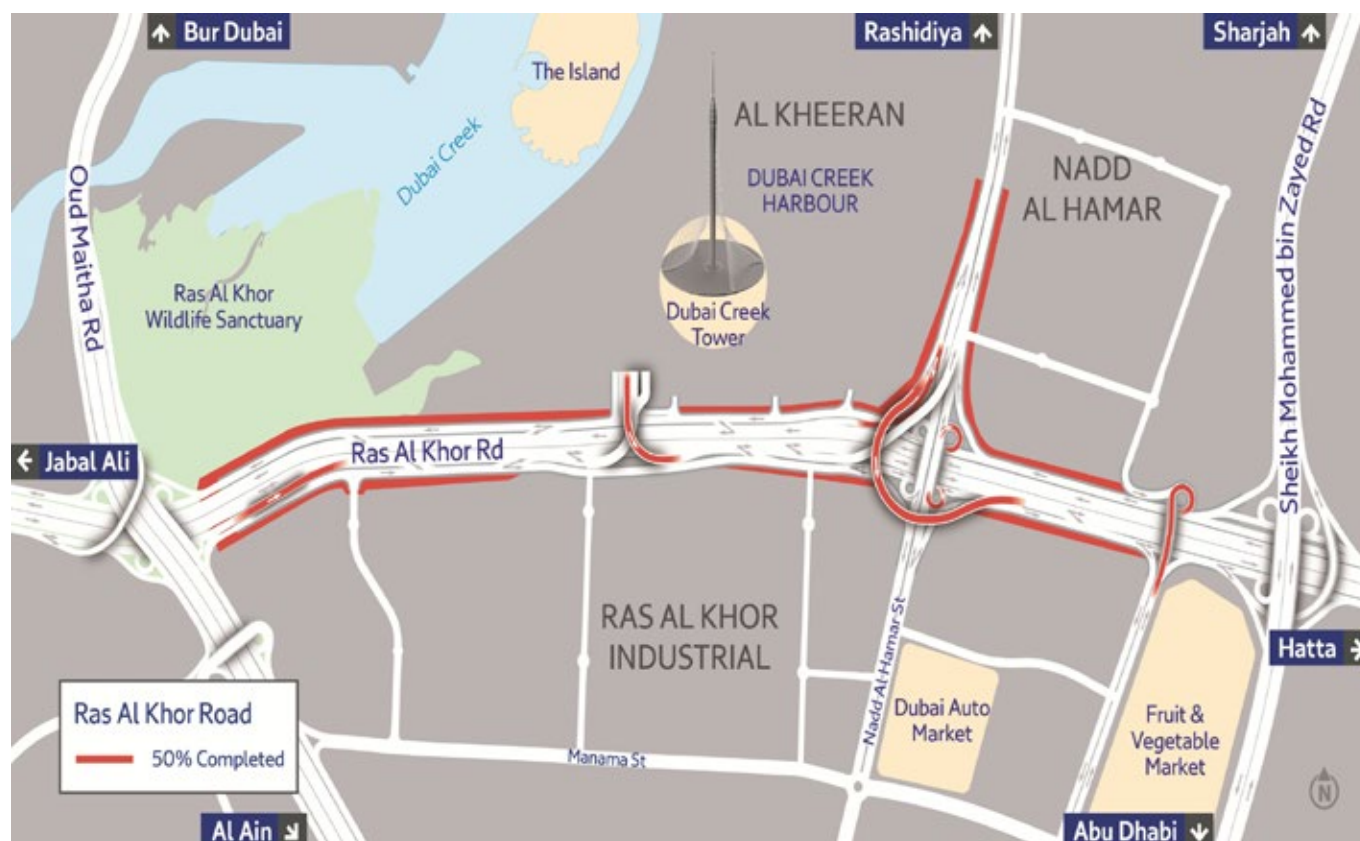 Bur Dubai
Rashidiya
Sharjah
The Island
AL KHEERAN
Dubai Creek
DUBAI CREEK
HARBOUR
NADD
AL HAMAR
Oud Maitha Rd
Sheikh Mohammed bin Zayed Rd
Ras Al Khor
Wildlife Sanctuary
Dubai Creek
Tower
Jabal Ali
Ras Al Khor Rd
RAS AL KHOR
INDUSTRIAL
Nadd Al Hamar St
Hatta
Ras Al Khor Road
50% Completed
Dubai Auto
Market
Fruit &
Vegetable
Market
Manama St
N
Al Ain
Abu Dhabi